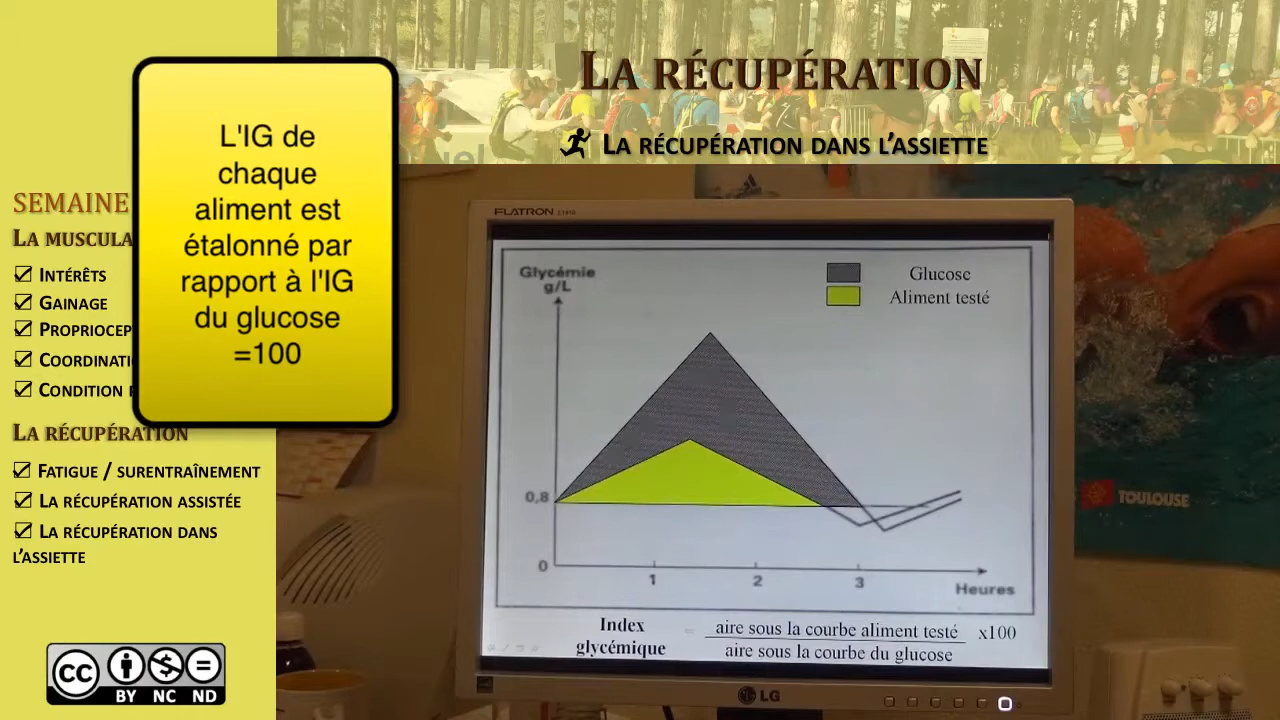 LA RÉCUPÉRATION
LA RÉCUPÉRATION DANS L'ASSIETTE
L'IG de
chaque
aliment est
étalonné par
rapport à l'IG
du glucose
=100
SEMAINE
LA MUSCULA
☑ INTÉRÊTS
☑ GAINAGE
☑ PROPRIOCEP
☑ COORDINATI
☑ CONDITION
LA RÉCUPÉRATION
☑ FATIGUE / SURENTRAÎNEMENT
☑ LA RÉCUPÉRATION ASSISTÉE
☑ LA RÉCUPÉRATION DANS
L'ASSIETTE
CC BY NC ND
FLATRON
Glycémie
g/L
Glucose
Aliment testé
0,8
0
1 2 3
Heures
Index
glycémique = aire sous la courbe aliment testé x100
aire sous la courbe du glucose
LG
adidas
TOULOUSE